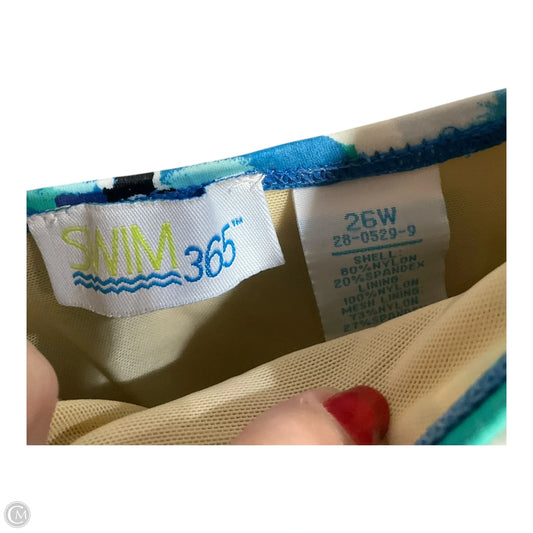 SWIM 365™
26W
28-0529-9
SHELL:
80%NYLON
20%SPANDEX
LINING
100%NYLON
MESH LINING
73%NYLON
27%SPANDEX
CM